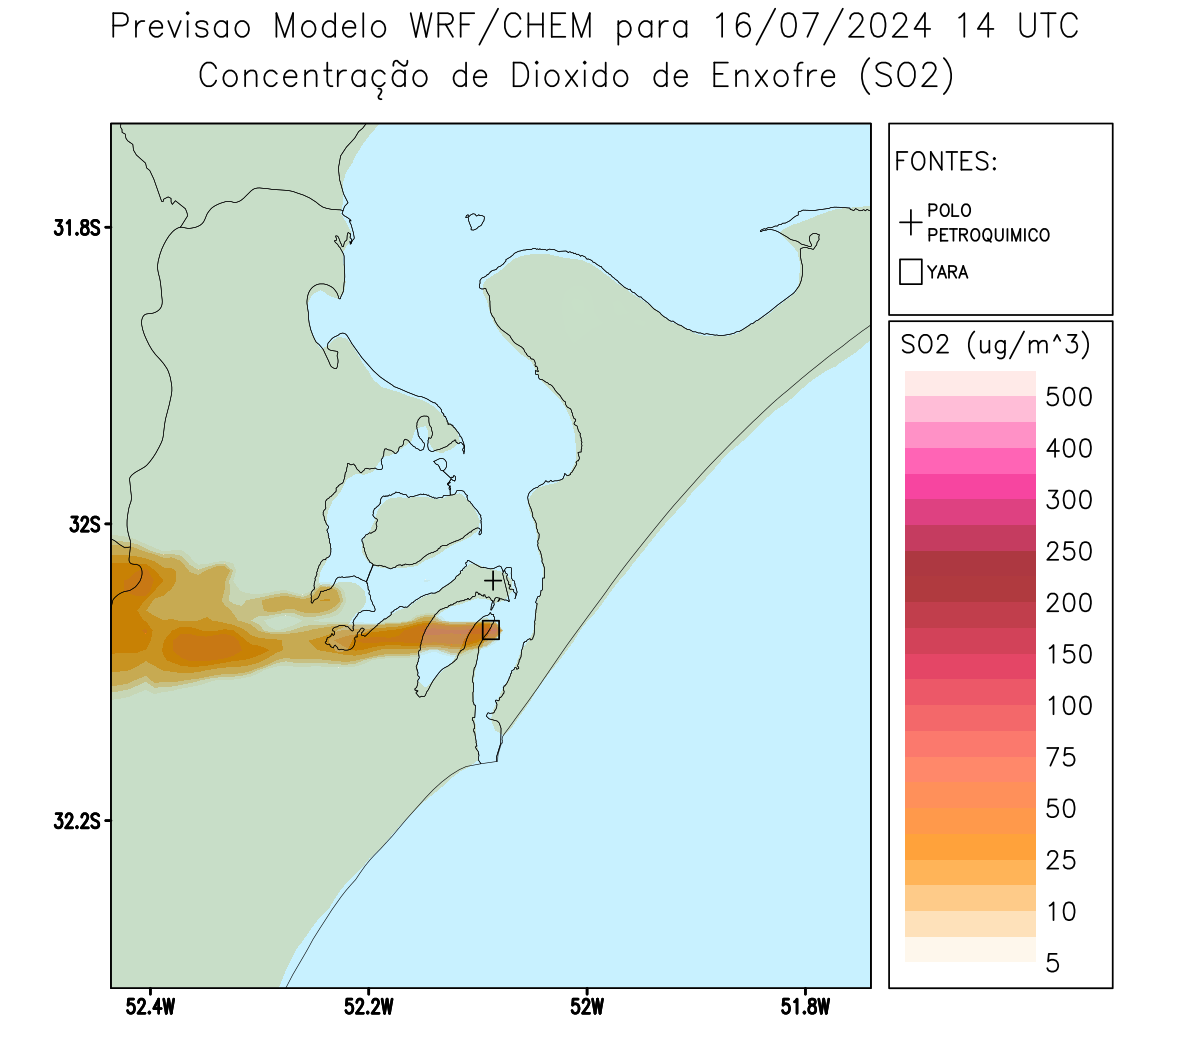 Previsao Modelo WRF/CHEM para 16/07/2024 14 UTC
Concentração de Dioxido de Enxofre (SO2)
FONTES:
POLO
PETROQUIMICO
YARA
SO2 (ug/m^3)
500
400
300
250
200
150
100
75
50
25
10
5
31.8S
32S
32.2S
52.4W
52.2W
52W
51.8W